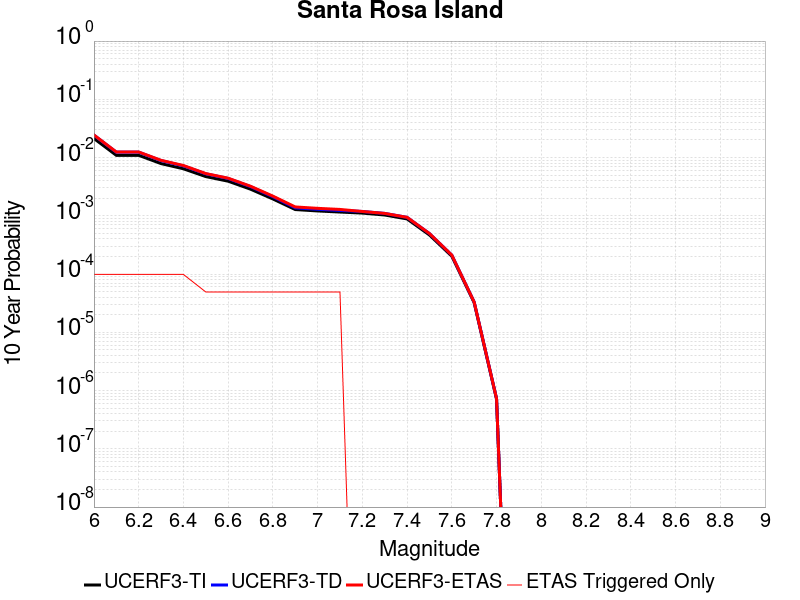 Santa Rosa Island
10 0
10 -1
10 -2
10 -3
10 -4
10 -5
10 -6
10 -7
10 -8
10 Year Probability
6 6.2 6.4 6.6 6.8 7 7.2 7.4 7.6 7.8 8 8.2 8.4 8.6 8.8 9
Magnitude
UCERF3-TI UCERF3-TD UCERF3-ETAS ETAS Triggered Only